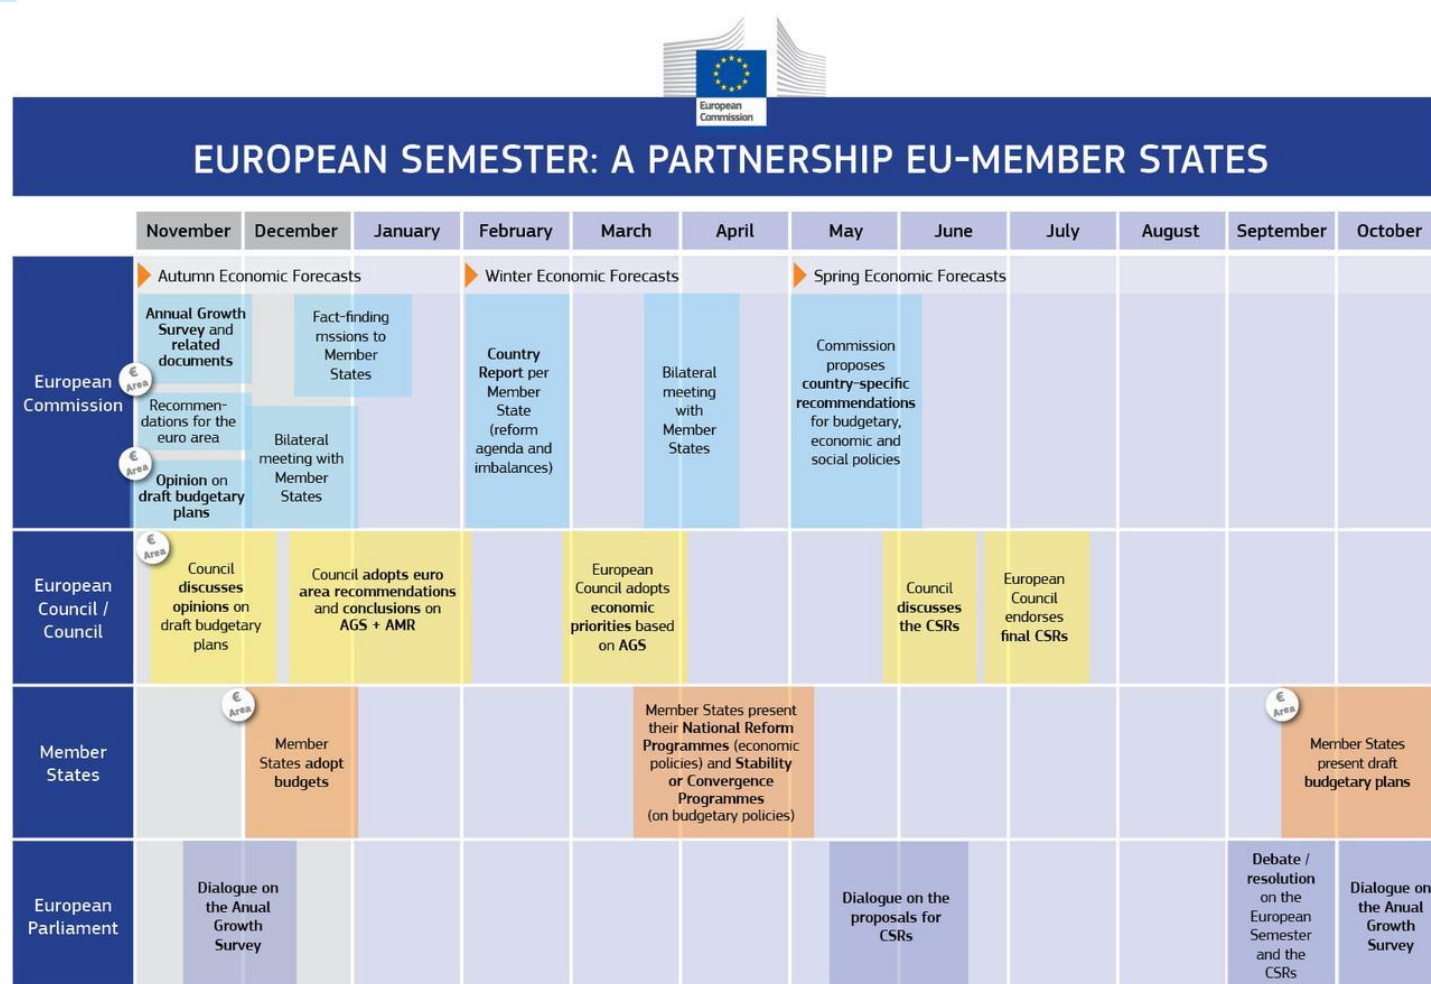 European
Commission
EUROPEAN SEMESTER: A PARTNERSHIP EU-MEMBER STATES
November
December
January
February
March
April
May
June
July
August
September
October
European
Commission
Autumn Economic Forecasts
Winter Economic Forecasts
Spring Economic Forecasts
Annual Growth
Survey and
related
documents
€
Area
Recommen-
dations for the
euro area
€
Area
Opinion on
draft budgetary
plans
Fact-finding
mssions to
Member
States
Bilateral
meeting with
Member
States
Country
Report per
Member
State
(reform
agenda and
imbalances)
Bilateral
meeting
with
Member
States
Commission
proposes
country-specific
recommendations
for budgetary,
economic and
social policies
European
Council /
Council
€
Area
Council
discusses
opinions on
draft budgetary
plans
Council adopts euro
area recommendations
and conclusions on
AGS + AMR
European
Council adopts
economic
priorities based
on AGS
Council
discusses
the CSRs
European
Council
endorses
final CSRs
Member
States
€
Area
Member
States adopt
budgets
Member States present
their National Reform
Programmes (economic
policies) and Stability
or Convergence
Programmes
(on budgetary policies)
€
Area
Member States
present draft
budgetary plans
European
Parliament
Dialogue on
the Anual
Growth
Survey
Dialogue on the
proposals for
CSRs
Debate /
resolution
on the
European
Semester
and the
CSRs
Dialogue on
the Anual
Growth
Survey